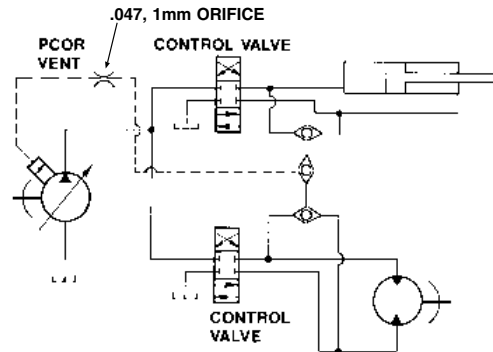 .047, 1mm ORIFICE
PCOR
VENT
CONTROL VALVE
CONTROL
VALVE